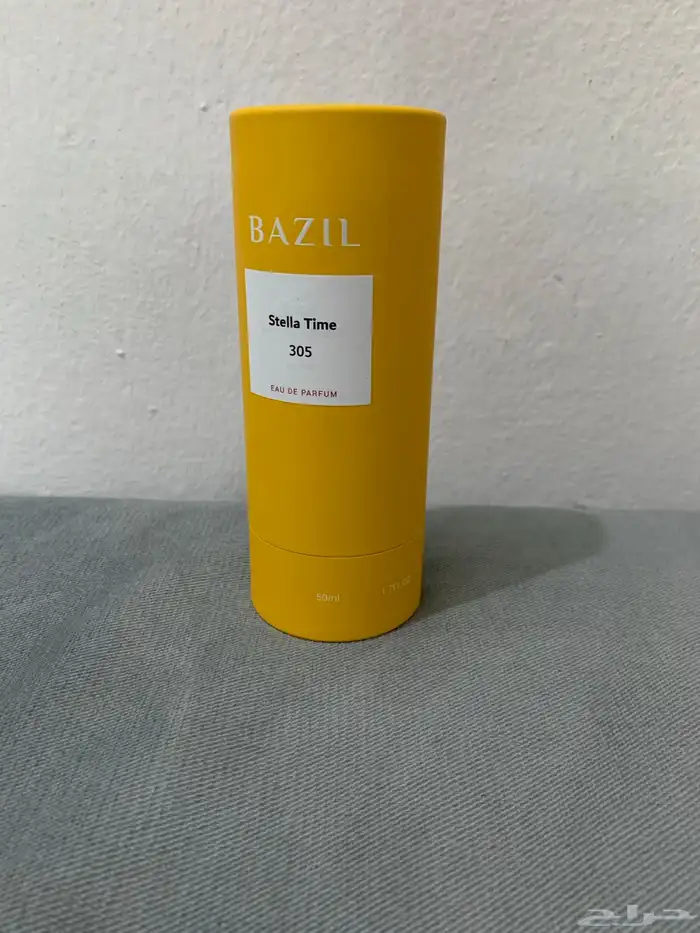 BAZIL
Stella Time
305
EAU DE PARFUM
50ml
حراج